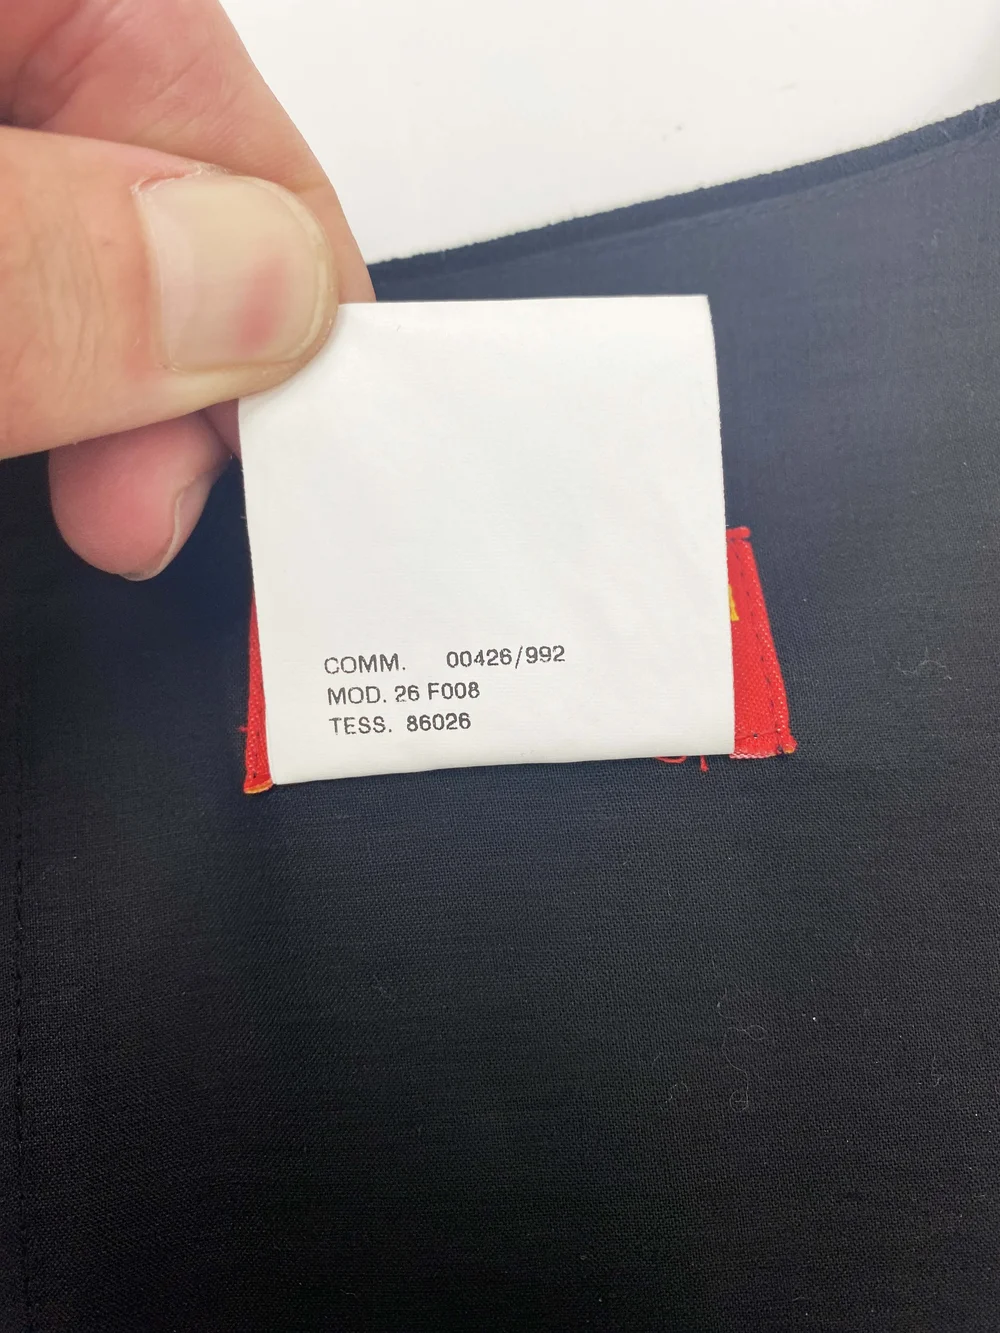 COMM. 00426/992
MOD. 26 F008
TESS. 86026